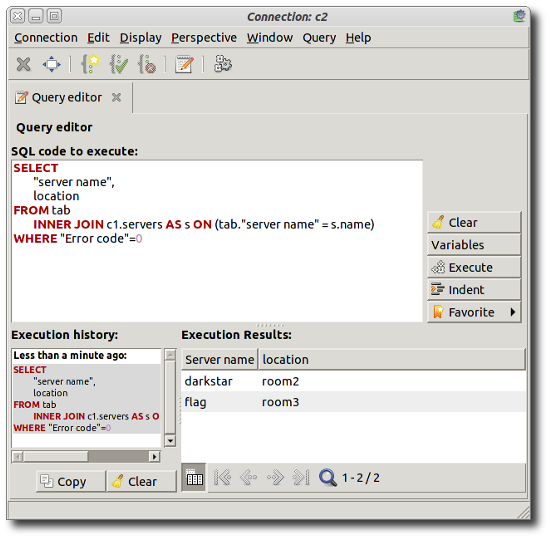 Connection: c2
Connection Edit Display Perspective Window Query Help
Query editor
Query editor
SQL code to execute:
SELECT
"server name",
location
FROM tab
INNER JOIN c1.servers AS s ON (tab."server name" = s.name)
WHERE "Error code"=0
Clear
Variables
Execute
Indent
Favorite
Execution history:
Less than a minute ago:
SELECT
"server name",
location
FROM tab
INNER JOIN c1.servers AS s O
WHERE "Error code"=0
Copy Clear
Execution Results:
Server name location
darkstar room2
flag room3
1 - 2 / 2